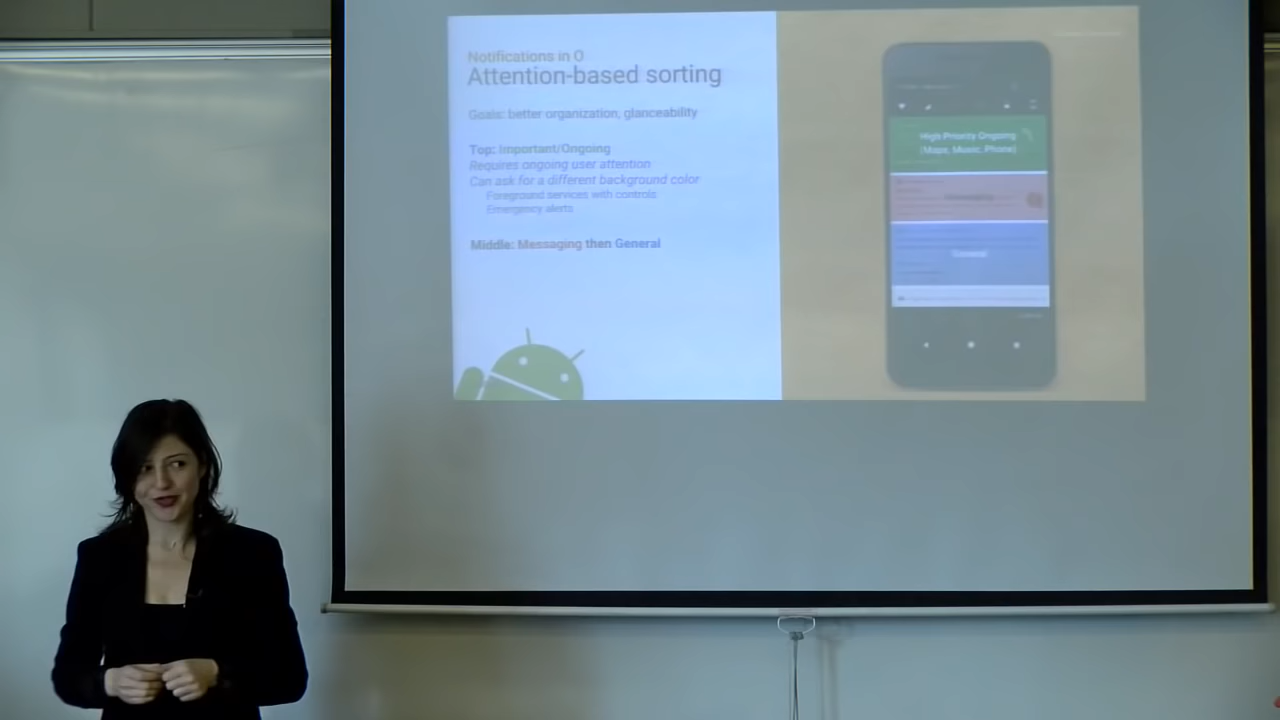 Notifications in O
Attention-based sorting
Goals: better organization, glanceability
Top: Important/Ongoing
Requires ongoing user attention
Can ask for a different background color
Foreground services with controls
Emergency alerts
Middle: Messaging then General
High Priority Ongoing
(Maps, Music, Phone)
General